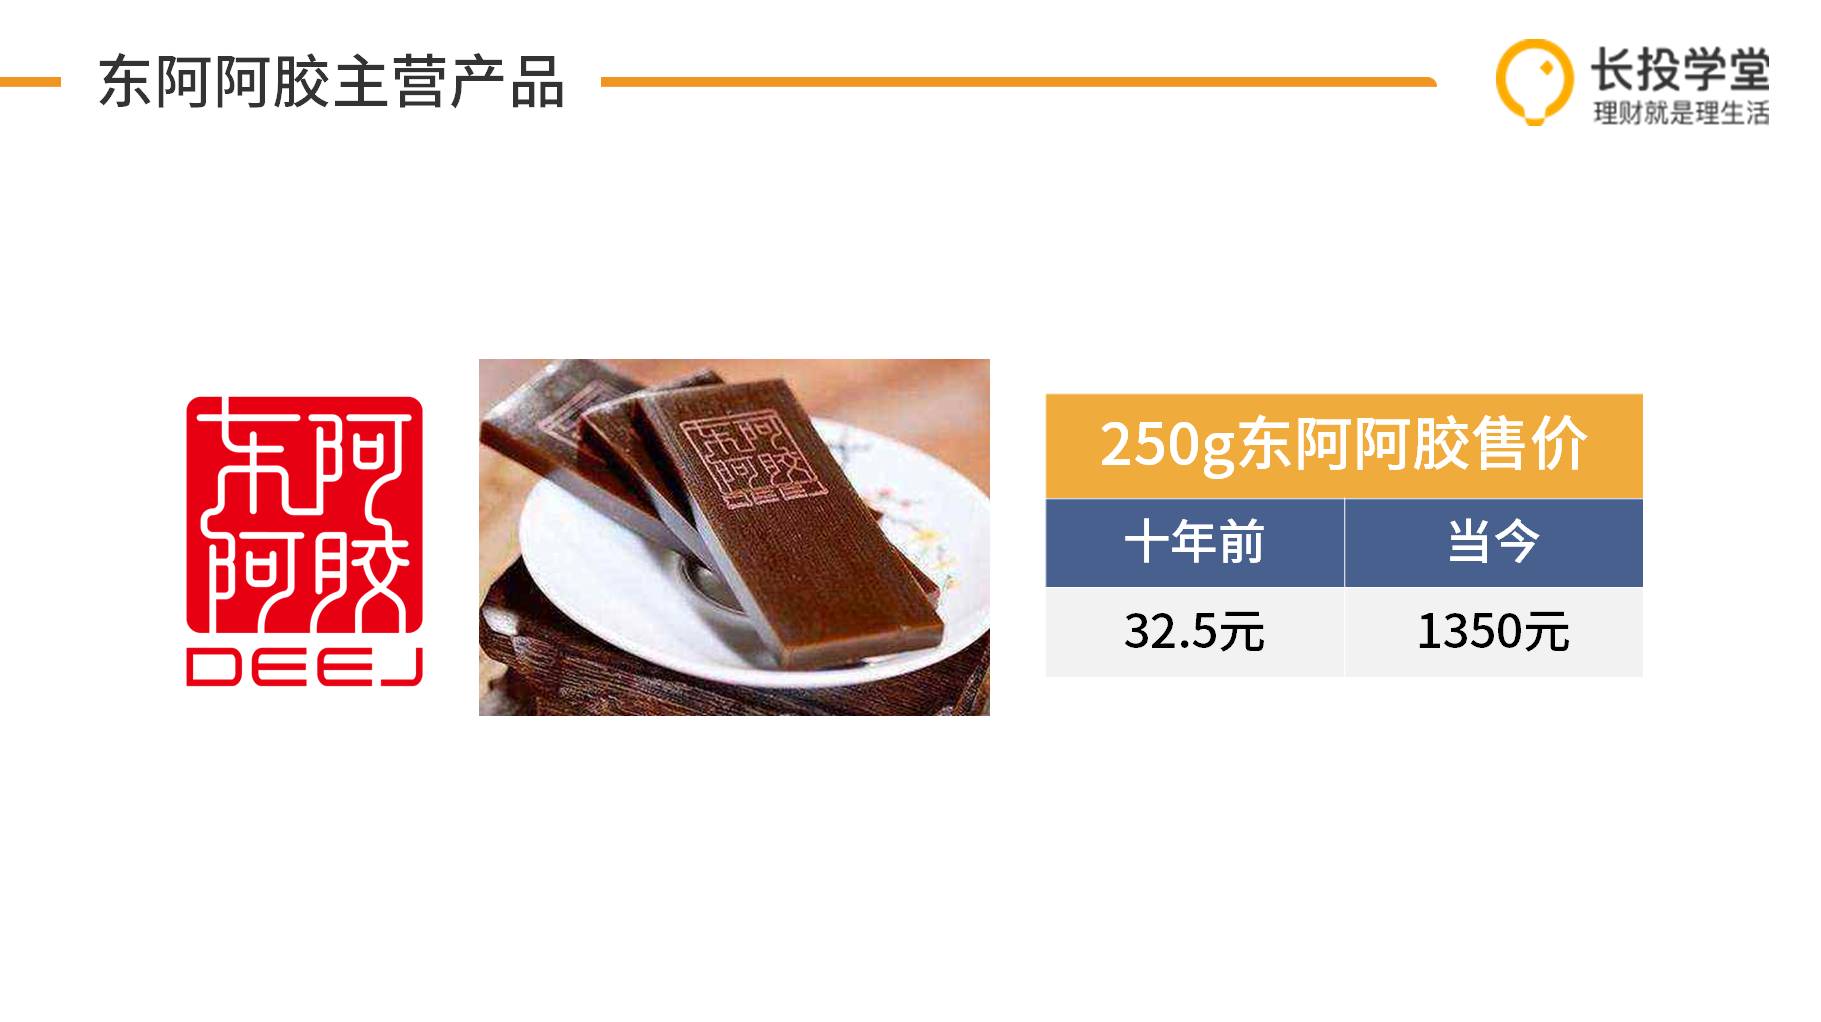 东阿阿胶主营产品
长投学堂
理财就是理生活
东阿
阿胶
DEEJ
东阿
阿胶
DEEJ
250g东阿阿胶售价
十年前 当今
32.5元 1350元